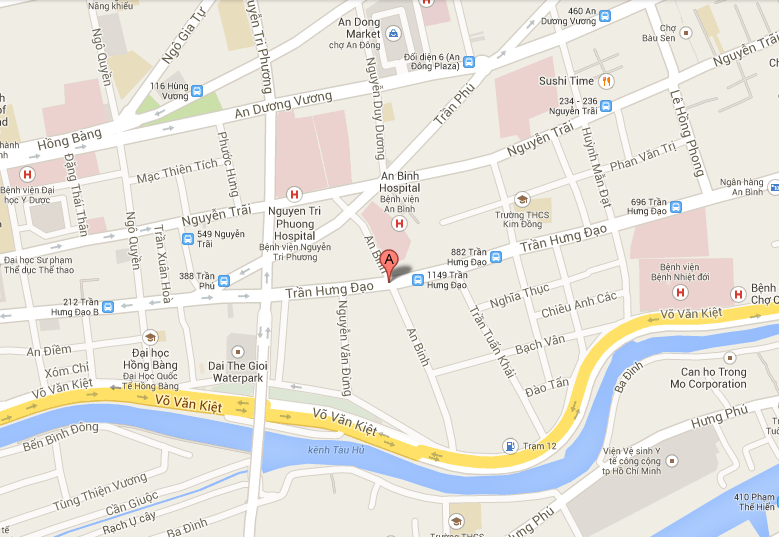 Năng khiếu
Ngô Gia Tự
Nguyễn Tri Phương
An Dong
Market
chợ An Đông
460 An
Dương Vương
Chợ
Bàu Sen
Nguyễn Trãi
Ngô Quyền
116 Hùng
Vương
An Dương Vương
Nguyễn Duy Dương
Đối diện 6 (An
Đông Plaza)
Trần Phú
Sushi Time
234 - 236
Nguyễn Trãi
Lê Hồng Phong
Hồng Bàng
Phước Hưng
Mạc Thiên Tích
Đặng Thái Thân
Bệnh viện Đại
học Y Dược
Nguyễn Trãi
Huỳnh Mẫn Đạt
Phan Văn Trị
An Binh
Hospital
Bệnh viện
An Bình
Nguyen Tri
Phuong
Hospital
Bệnh viện Nguyễn
Tri Phương
Nguyễn Trãi
Ngô Quyền
Trần Xuân Hoà
549 Nguyễn
Trãi
Trường THCS
Kim Đồng
696 Trần
Hưng Đạo
Ngân hàng
An Bình
Đại học Sư phạm
Thể dục Thể thao
388 Trần
Phú
An Bình
A
882 Trần
Hưng Đạo
Trần Hưng Đạo
1149 Trần
Hưng Đạo
Bệnh viện
Bệnh Nhiệt đới
Bệnh
Chợ
212 Trần
Hưng Đạo B
Trần Hưng Đạo
Nguyễn Văn Đừng
Nghĩa Thục
Chiêu Anh Các
Võ Văn Kiệt
Trần Tuấn Khải
Bạch Vân
An Bình
An Điềm
Xóm Chỉ
Đại học
Hồng Bàng
Đại Học Quốc
Tế Hồng Bàng
Dai The Gioi
Waterpark
Võ Văn Kiệt
Võ Văn Kiệt
Võ Văn Kiệt
Đào Tấn
Ba Đình
Can ho Trong
Mo Corporation
Hưng Phú
Bến Bình Đông
kênh Tàu Hủ
Trạm 12
Viện Vệ sinh Y
tế công cộng
tp Hồ Chí Minh
Tùng Thiện Vương
Cần Giuộc
Rạch U cây
Ba Đình
Trường THCS
Hưng Phú
410 Phạm
Thế Hiển